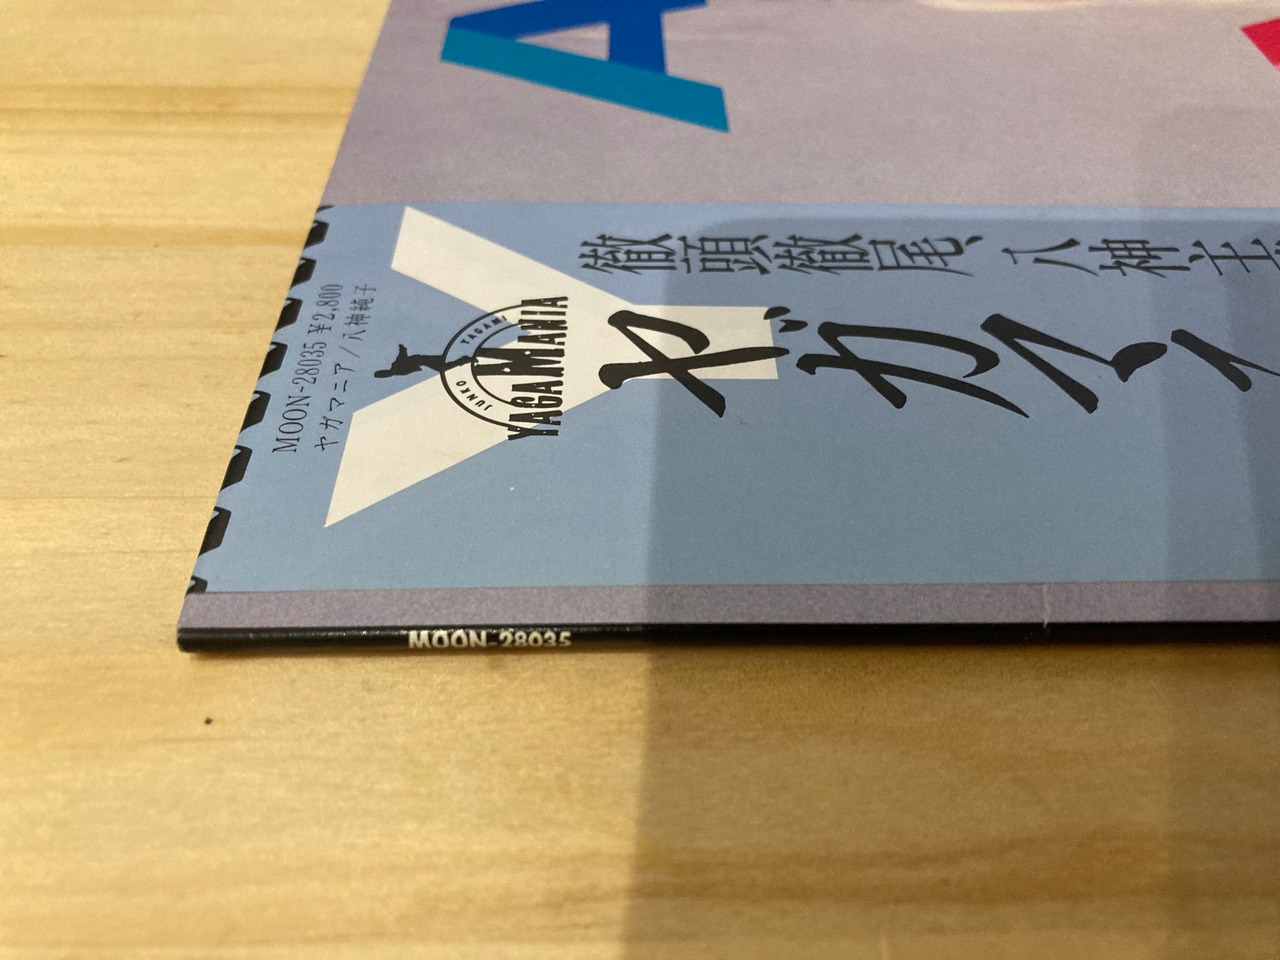 A
MOON-28035 ¥2,800
ヤガマニア/八神純子
Y
YAGAMI
JUNKO
YAGAMANIA
徹頭徹尾、八神主
ヤガマ
MOON-28035